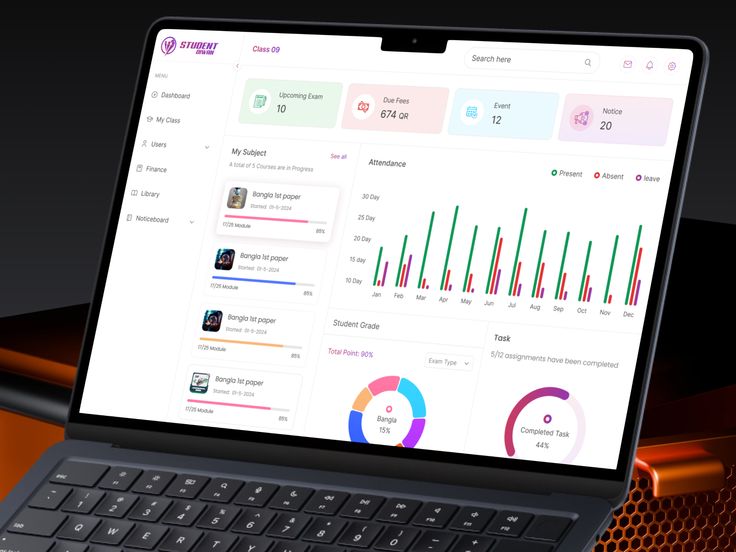 STUDENT
Class 09
Search here
MENU
Dashboard
My Class
Users
Finance
Library
Noticeboard
Upcoming Exam
10
Due Fees
674 QR
Event
12
Notice
20
My Subject
See all
A total of 5 Courses are in Progress
Bangla 1st paper
Started: 01-5-2024
17/25 Module
85%
Bangla 1st paper
Started: 01-5-2024
17/25 Module
85%
Bangla 1st paper
Started: 01-5-2024
17/25 Module
85%
Bangla 1st paper
Started: 01-5-2024
17/25 Module
85%
Attendance
Present
Absent
leave
30 Day
25 Day
20 Day
15 day
10 Day
Jan
Feb
Mar
Apr
May
Jun
Jul
Aug
Sep
Oct
Nov
Dec
Student Grade
Total Point: 90%
Exam Type
Bangla
15%
Task
5/12 assignments have been completed
Completed Task
44%